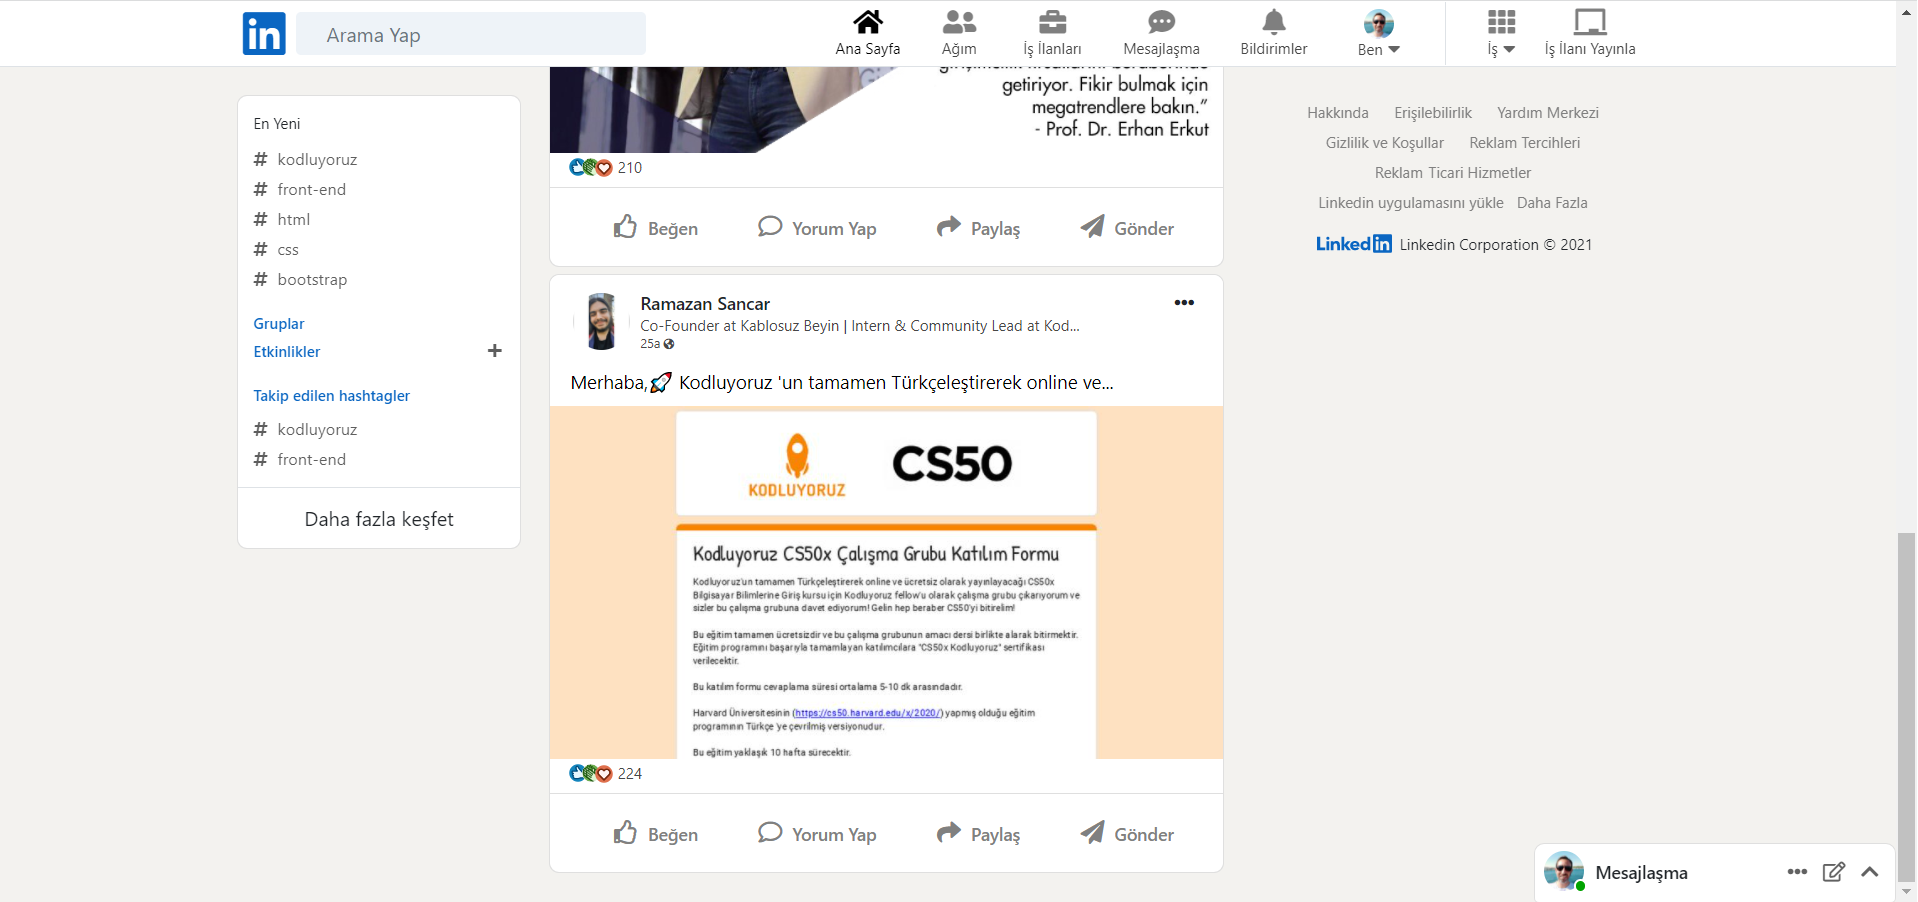 in
Arama Yap
Ana Sayfa
Ağım
İş İlanları
Mesajlaşma
Bildirimler
Ben
İş
İş İlanı Yayınla
En Yeni
# kodluyoruz
# front-end
# html
# css
# bootstrap
Gruplar
Etkinlikler
Takip edilen hashtagler
# kodluyoruz
# front-end
Daha fazla keşfet
getiriyor. Fikir bulmak için
megatrendlere bakın.”
- Prof. Dr. Erhan Erkut
210
Beğen Yorum Yap Paylaş Gönder
Ramazan Sancar
Co-Founder at Kablosuz Beyin | Intern & Community Lead at Kod...
25a
Merhaba,🚀 Kodluyoruz 'un tamamen Türkçeleştirerek online ve...
KODLUYORUZ
CS50
Kodluyoruz CS50x Çalışma Grubu Katılım Formu
Kodluyoruz'un tamamen Türkçeleştirerek online ve ücretsiz olarak yayınlayacağı CS50x
Bilgisayar Bilimlerine Giriş kursu için Kodluyoruz fellow'u olarak çalışma grubu çıkarıyorum ve
sizler bu çalışma grubuna davet ediyorum! Gelin hep beraber CS50'yi bitirelim!
Bu eğitim tamamen ücretsizdir ve bu çalışma grubunun amacı dersi birlikte alarak bitirmektir.
Eğitim programını başarıyla tamamlayan katılımcılara "CS50x Kodluyoruz" sertifikası
verilecektir.
Bu katılım formu cevaplama süresi ortalama 5-10 dk arasındadır.
Harvard Üniversitesinin (https://cs50.harvard.edu/x/2020/) yapmış olduğu eğitim
programının Türkçe 'ye çevrilmiş versiyonudur.
Bu eğitim yaklaşık 10 hafta sürecektir.
224
Beğen Yorum Yap Paylaş Gönder
Hakkında Erişilebilirlik Yardım Merkezi
Gizlilik ve Koşullar Reklam Tercihleri
Reklam Ticari Hizmetler
Linkedin uygulamasını yükle Daha Fazla
Linkedin Linkedin Corporation © 2021
Mesajlaşma